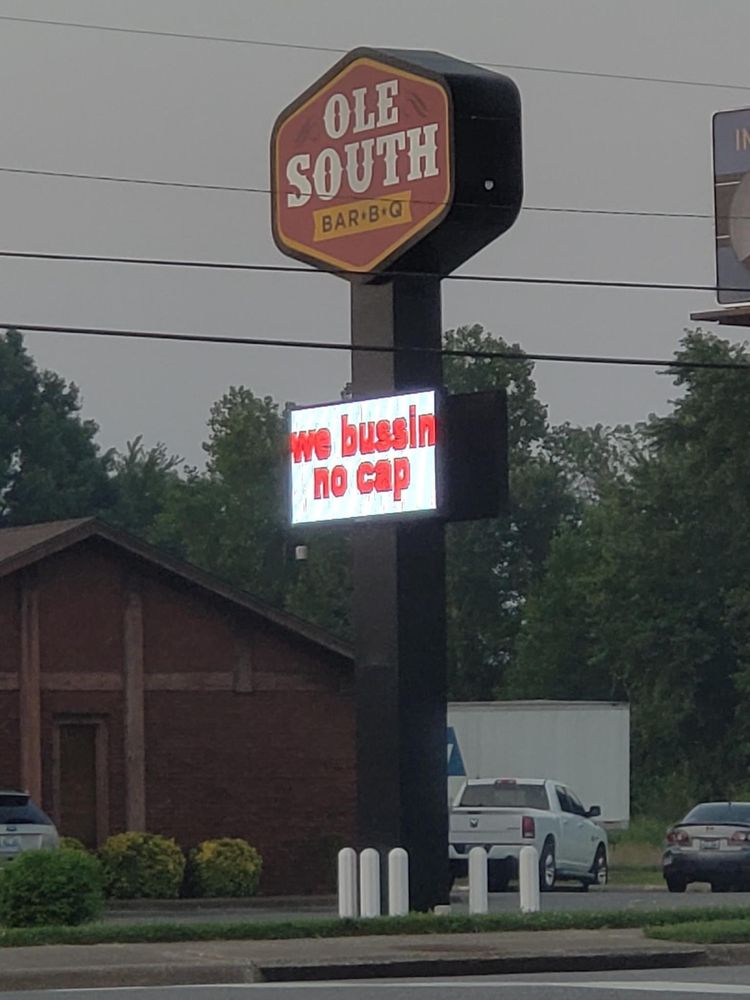 OLE
SOUTH
BAR★B★Q
we bussin
no cap